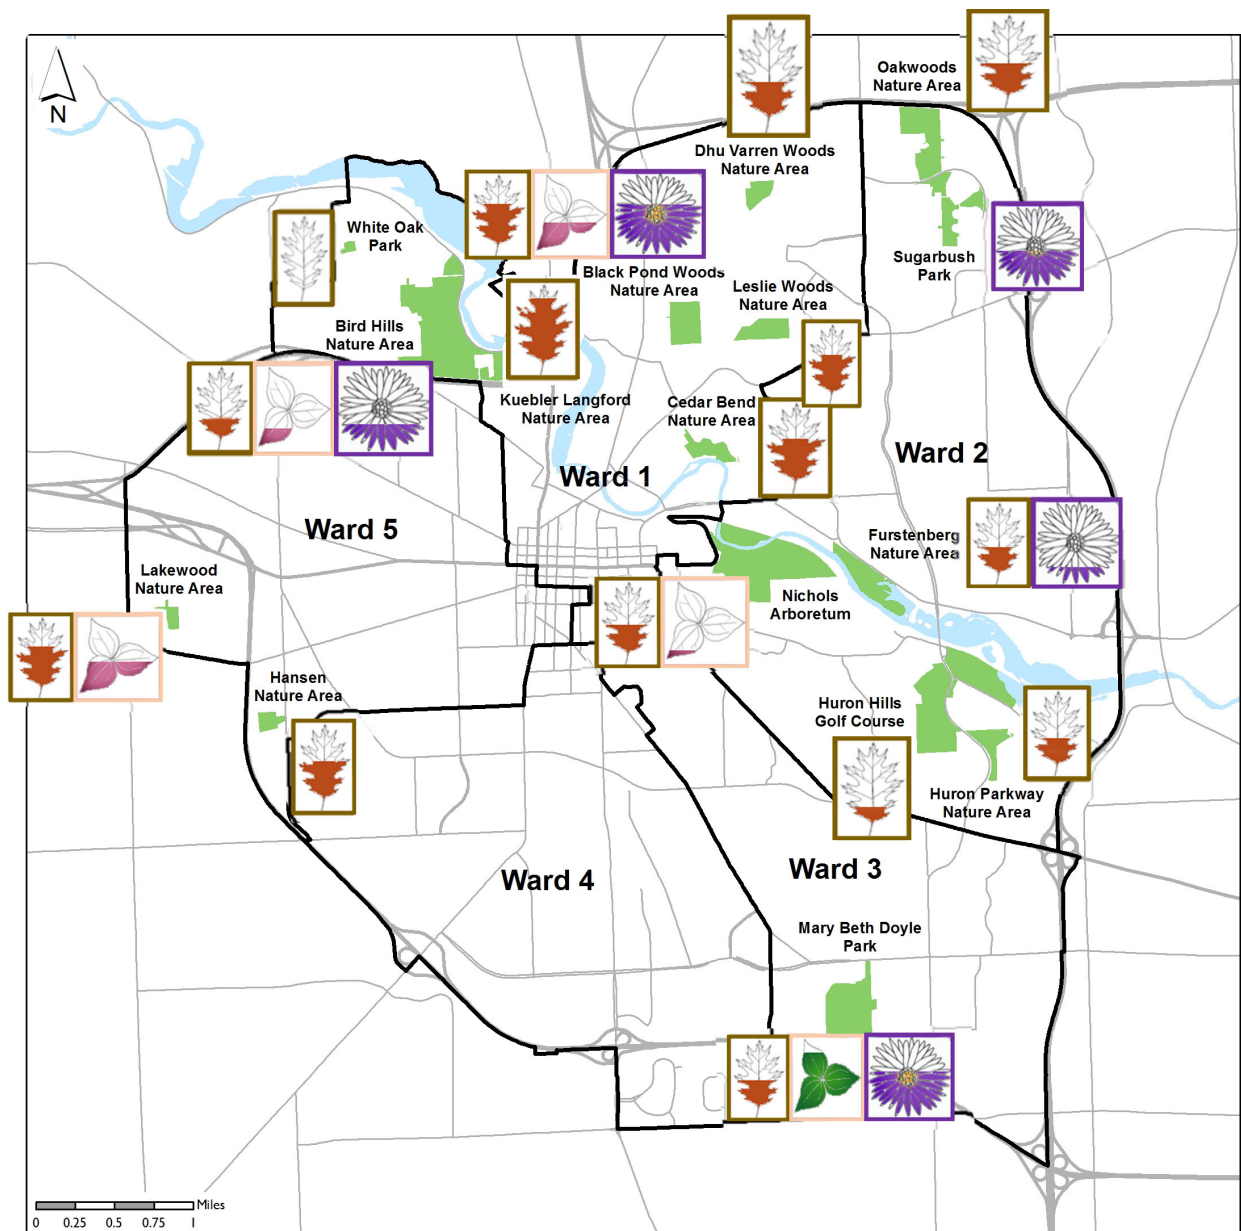 N
Oakwoods
Nature Area
Dhu Varren Woods
Nature Area
White Oak
Park
Black Pond Woods
Nature Area
Leslie Woods
Nature Area
Sugarbush
Park
Bird Hills
Nature Area
Kuebler Langford
Nature Area
Cedar Bend
Nature Area
Ward 2
Ward 1
Ward 5
Furstenberg
Nature Area
Lakewood
Nature Area
Nichols
Arboretum
Hansen
Nature Area
Huron Hills
Golf Course
Huron Parkway
Nature Area
Ward 3
Ward 4
Mary Beth Doyle
Park
Miles
0 0.25 0.5 0.75 1